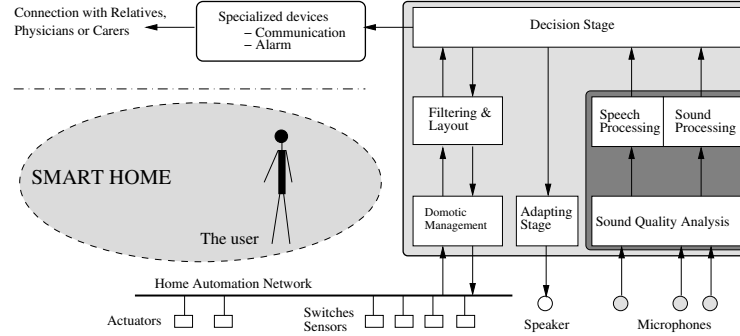 Connection with Relatives,
Physicians or Carers
Specialized devices
– Communication
– Alarm
Decision Stage
Filtering &
Layout
Speech
Processing
Sound
Processing
SMART HOME
The user
Domotic
Management
Adapting
Stage
Sound Quality Analysis
Home Automation Network
Actuators
Switches
Sensors
Speaker
Microphones